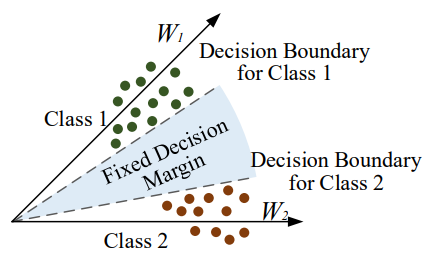 W1
Decision Boundary
for Class 1
Class 1
Fixed Decision
Margin
Decision Boundary
for Class 2
W2
Class 2